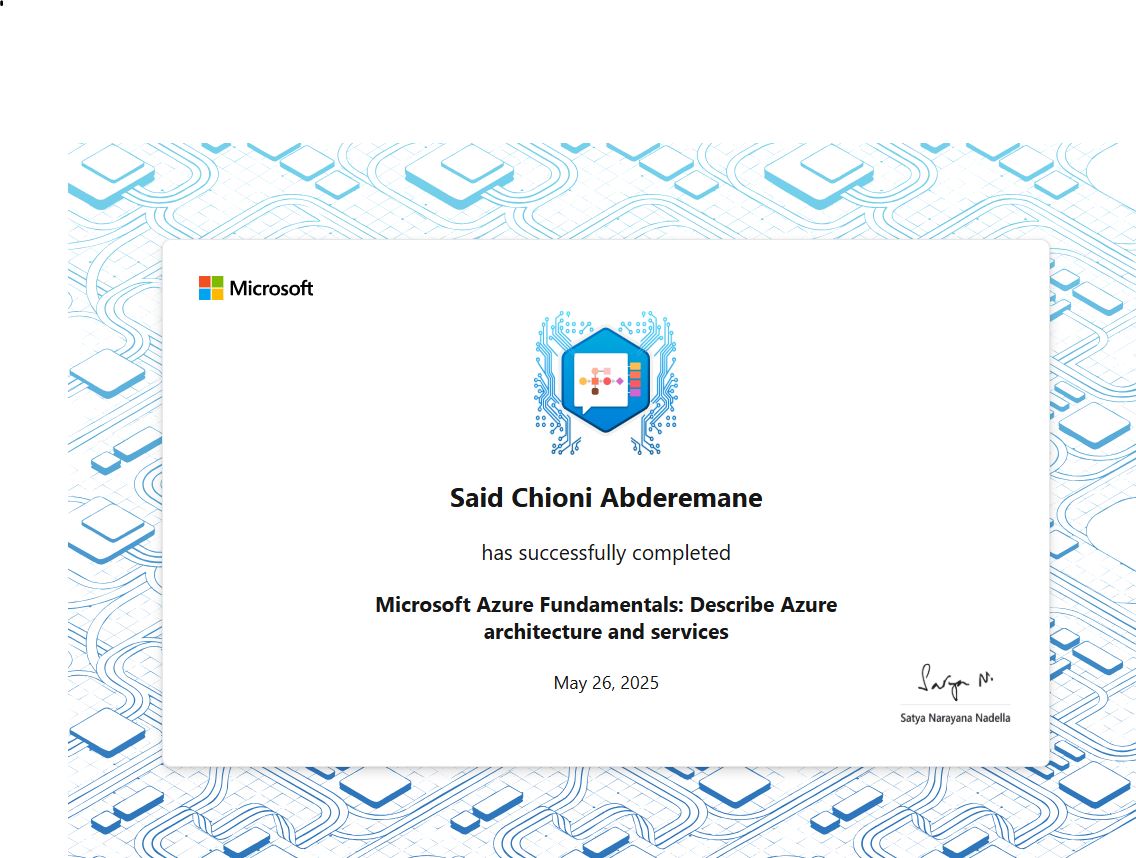 Microsoft
Said Chioni Abderemane
has successfully completed
Microsoft Azure Fundamentals: Describe Azure
architecture and services
May 26, 2025
Satya N.
Satya Narayana Nadella